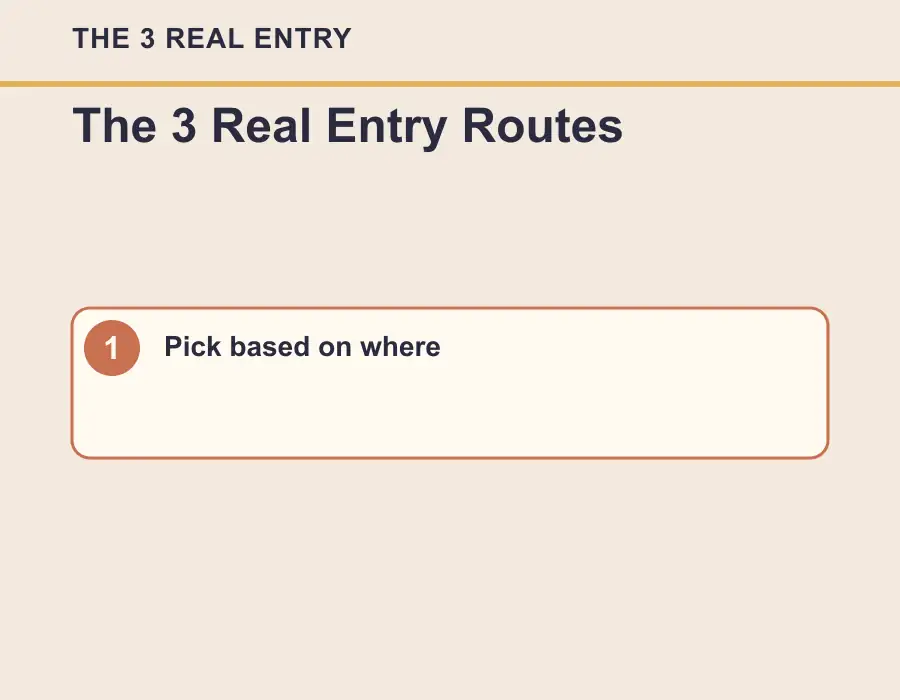 THE 3 REAL ENTRY
The 3 Real Entry Routes
1 Pick based on where